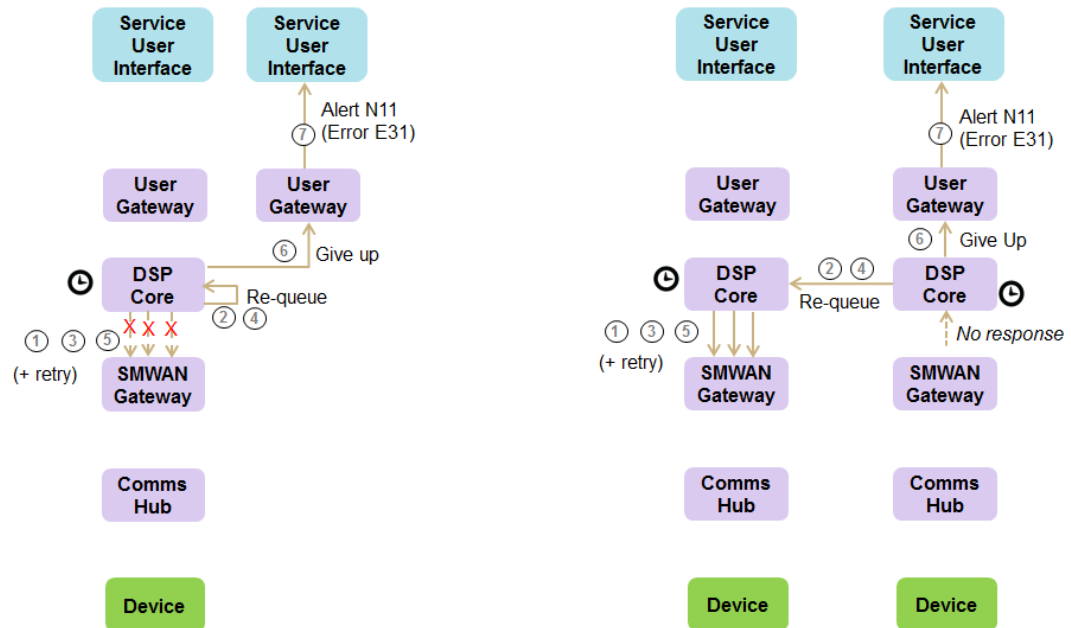 Service
User
Interface
Service
User
Interface
Alert N11
(Error E31)
7
User
Gateway
User
Gateway
6
Give up
DSP
Core
Re-queue
2 4
X X X
1 3 5
(+ retry)
SMWAN
Gateway
Comms
Hub
Device
Service
User
Interface
Service
User
Interface
Alert N11
(Error E31)
7
User
Gateway
User
Gateway
6
Give Up
DSP
Core
2 4
Re-queue
DSP
Core
1 3 5
(+ retry)
No response
SMWAN
Gateway
SMWAN
Gateway
Comms
Hub
Comms
Hub
Device
Device